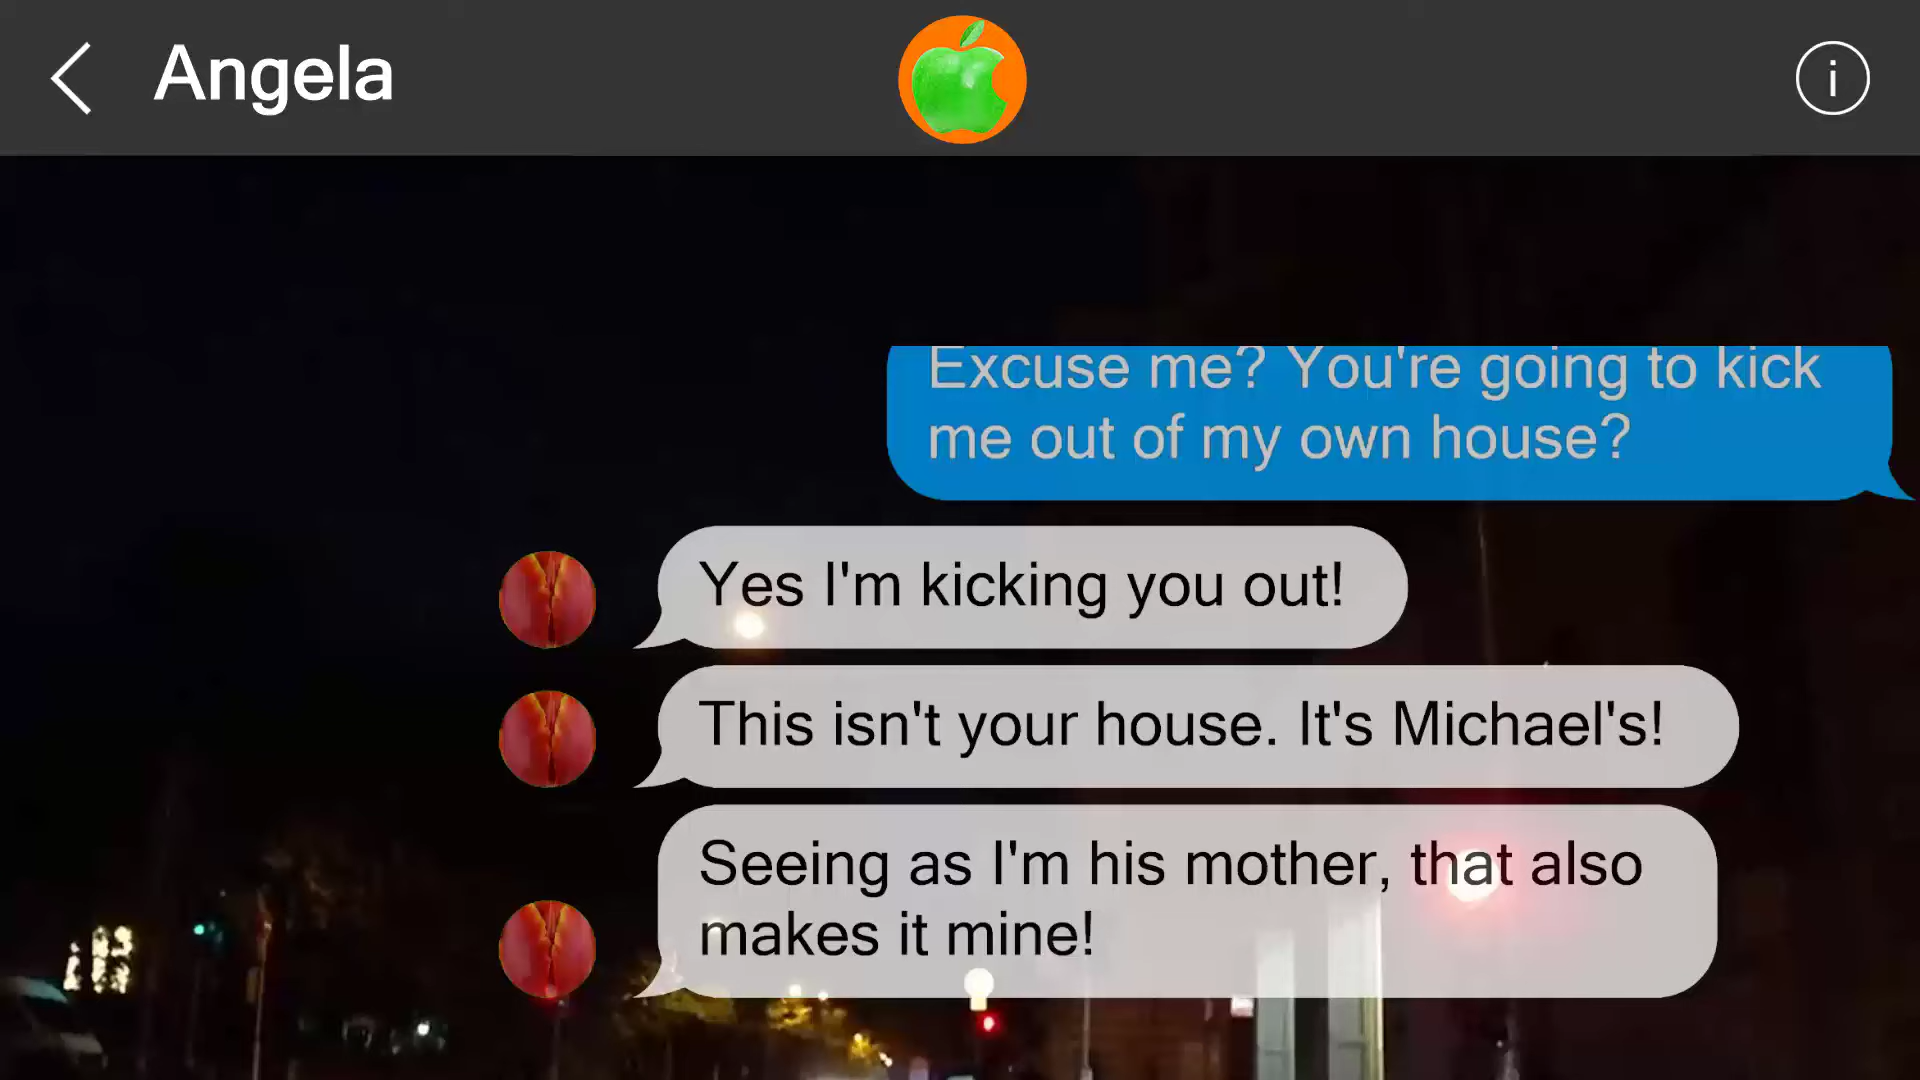 Angela
Excuse me? You're going to kick
me out of my own house?
Yes I'm kicking you out!
This isn't your house. It's Michael's!
Seeing as I'm his mother, that also
makes it mine!